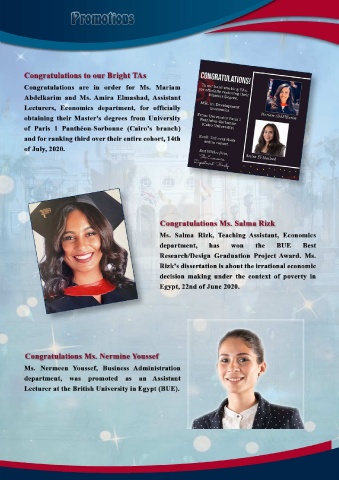 Promotions
Congratulations to our Bright TAs
Congratulations are in order for Ms. Mariam
Abdelkarim and Ms. Amira Elmashad, Assistant
Lecturers, Economics department, for officially
obtaining their Master's degrees from University
of Paris 1 Panthéon-Sorbonne (Cairo's branch)
and for ranking third over their entire cohort, 14th
of July, 2020.
CONGRATULATIONS!
Congratulations Ms. Salma Rizk
Ms. Salma Rizk, Teaching Assistant, Economics
department, has won the BUE Best
Research/Design Graduation Project Award. Ms.
Rizk's dissertation is about the irrational economic
decision making under the context of poverty in
Egypt, 22nd of June 2020.
Congratulations Ms. Nermine Youssef
Ms. Nermeen Youssef, Business Administration
department, was promoted as an Assistant
Lecturer at the British University in Egypt (BUE).